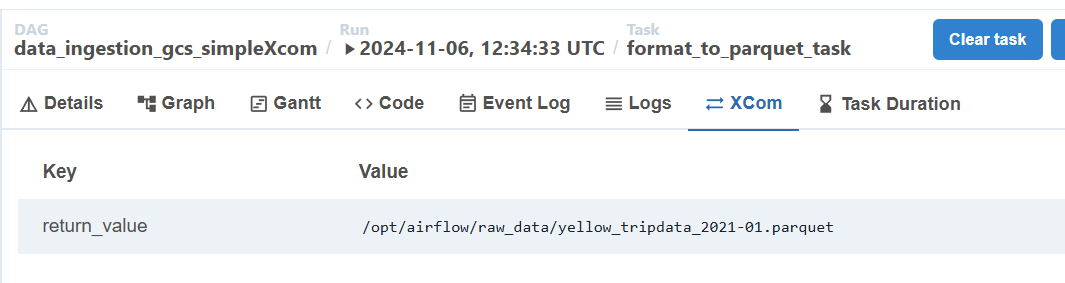 DAG Run Task
data_ingestion_gcs_simpleXcom / 2024-11-06, 12:34:33 UTC / format_to_parquet_task Clear task
Details Graph Gantt Code Event Log Logs XCom Task Duration
Key Value
return_value /opt/airflow/raw_data/yellow_tripdata_2021-01.parquet